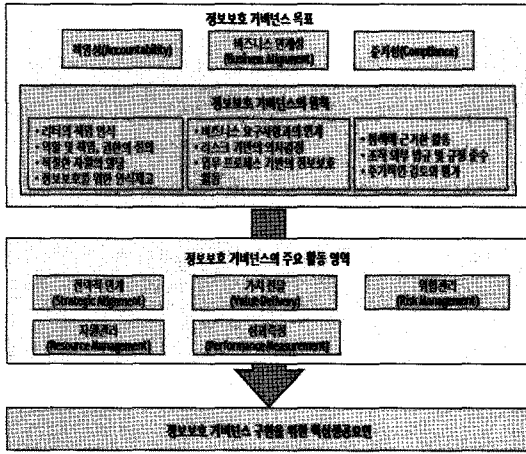 정보보호 거버넌스 목표
책임성(Accountability)
비즈니스 연계성
(Business Alignment)
준거성(Compliance)
정보보호 거버넌스의 원칙
• 리더의 책임 인식
• 역할 및 책임, 권한의 정의
• 적정한 자원의 할당
• 정보보호를 위한 인식제고
• 비즈니스 요구사항과의 연계
• 리스크 기반의 의사결정
• 업무 프로세스 기반의 정보보호
활동
• 원칙에 근거한 활동
• 조직 외부 법규 및 규정 준수
• 주기적인 검토와 평가
정보보호 거버넌스의 주요 활동 영역
전략적 연계
(Strategic Alignment)
가치 전달
(Value Delivery)
위험관리
(Risk Management)
자원관리
(Resource Management)
성과측정
(Performance Measurement)
정보보호 거버넌스 구현을 위한 핵심성공요인